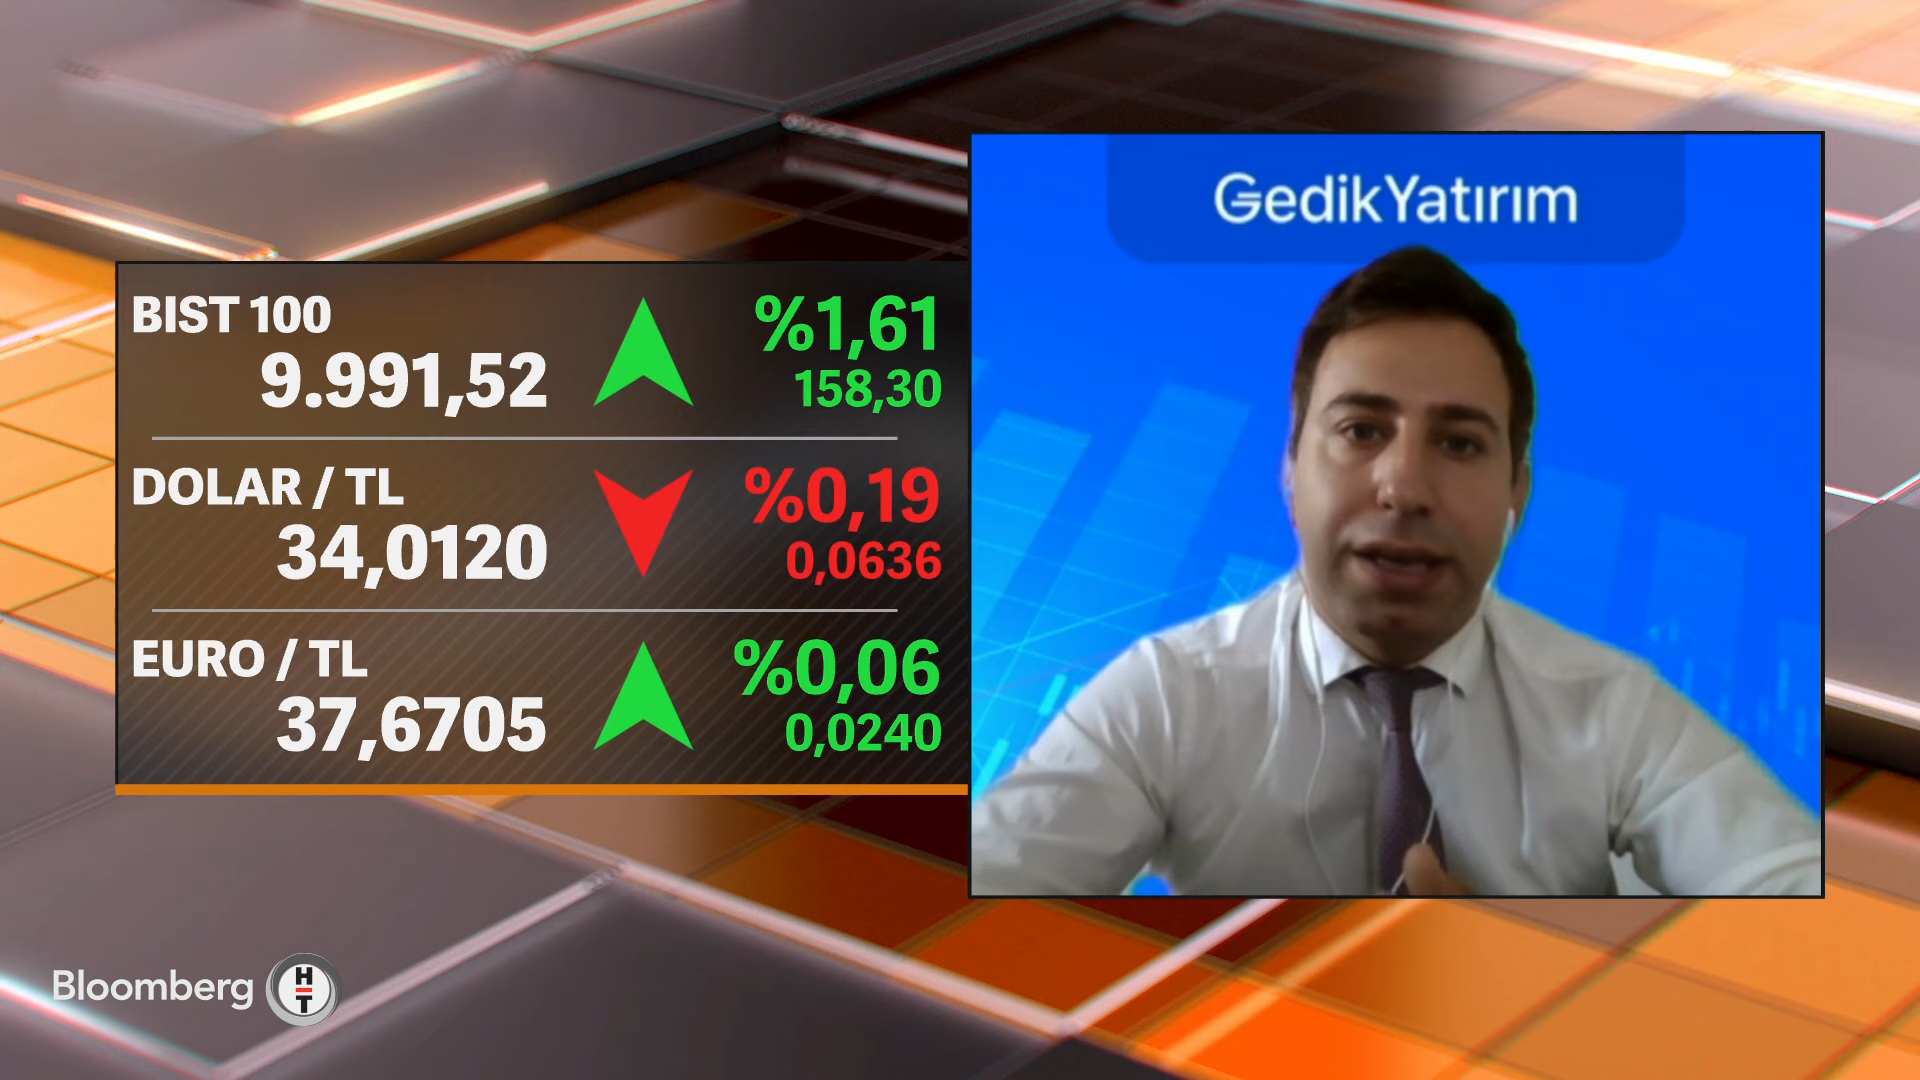 GedikYatırım
BIST 100
9.991,52
%1,61
158,30
DOLAR / TL
34,0120
%0,19
0,0636
EURO / TL
37,6705
%0,06
0,0240
Bloomberg HT